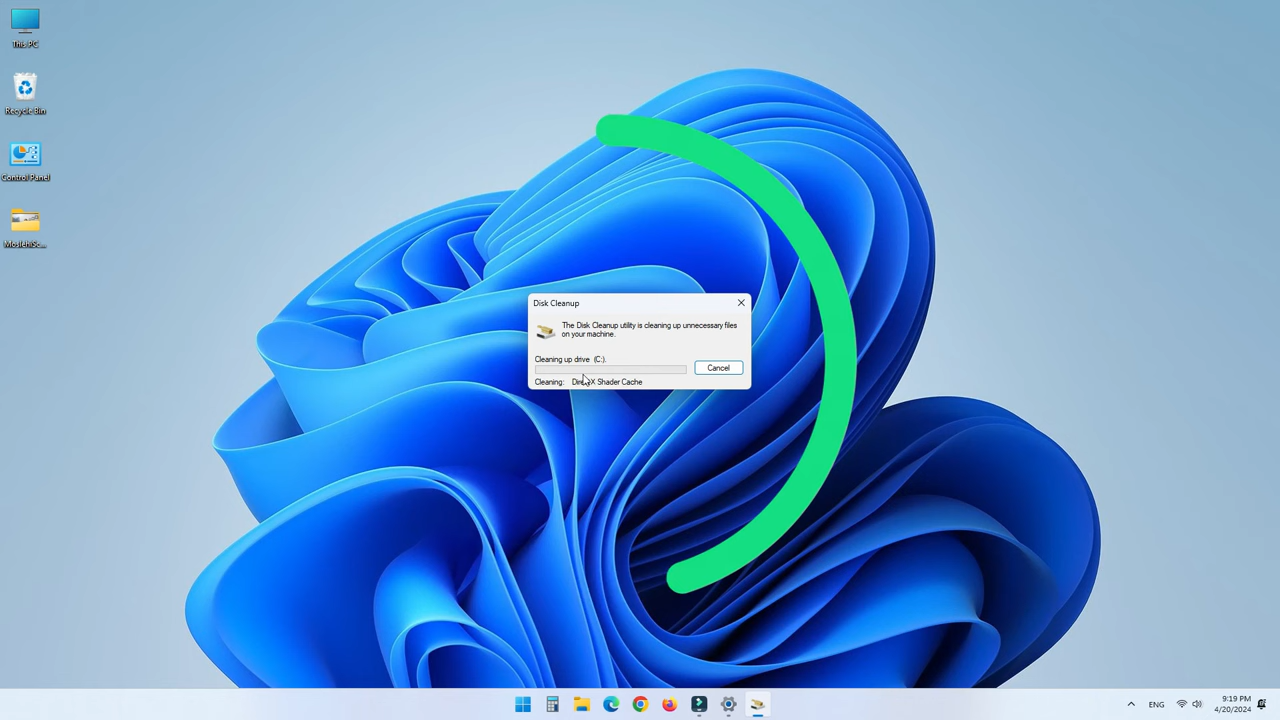 This PC
Recycle Bin
Control Panel
Disk Cleanup
The Disk Cleanup utility is cleaning up unnecessary files
on your machine.
Cleaning up drive (C:).
Cancel
Cleaning: Shader Cache
ENG
9:19 PM
4/20/2024